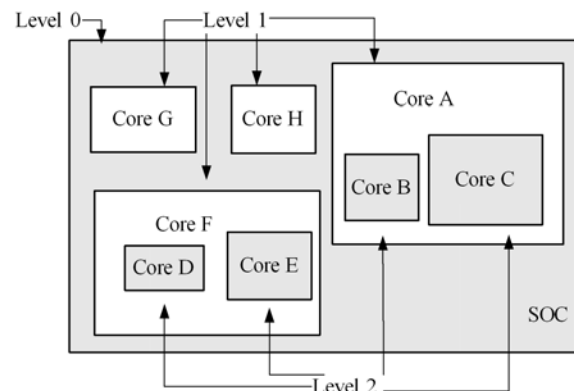 Level 0
Level 1
Core G
Core H
Core A
Core B
Core C
Core F
Core D
Core E
SOC
Level 2